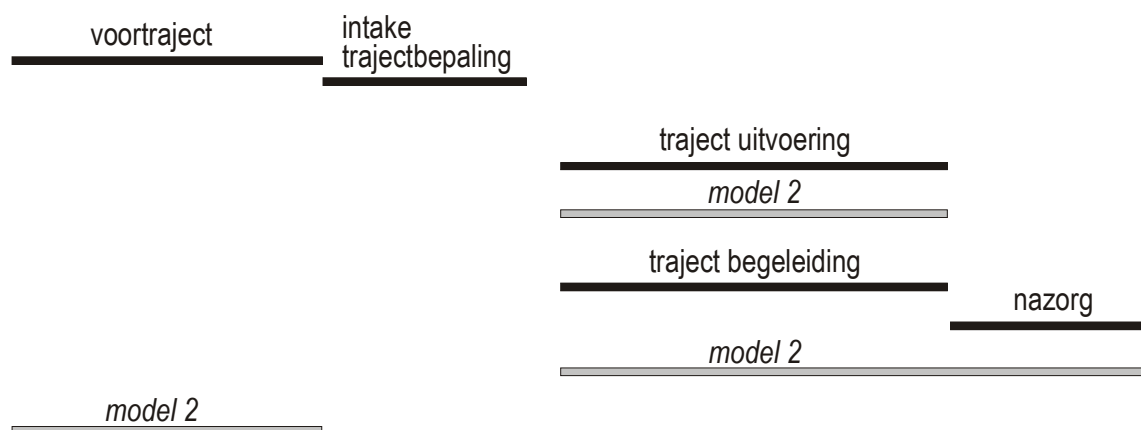 voortraject
intake
trajectbepaling
traject uitvoering
model 2
traject begeleiding
nazorg
model 2
model 2